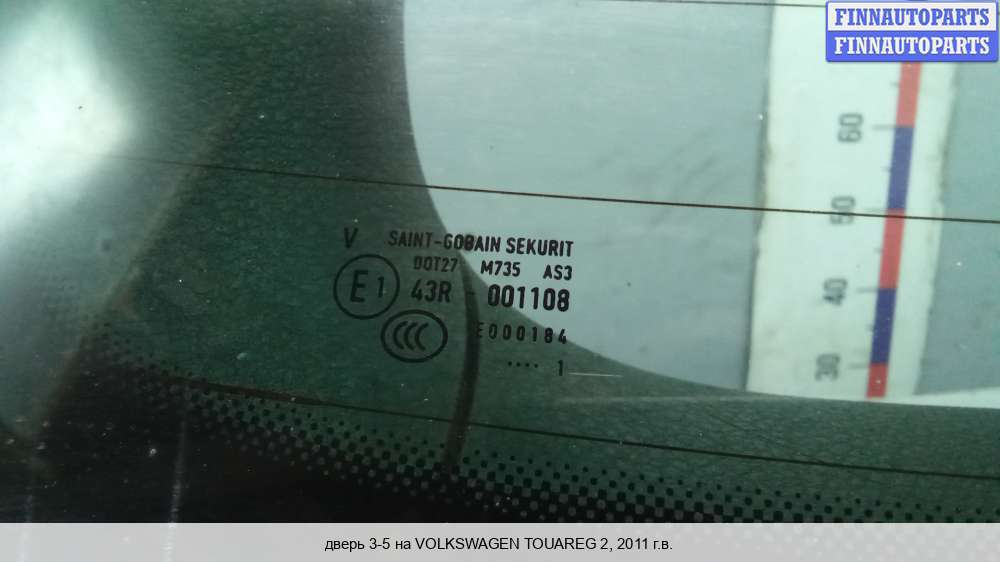 FINNAUTOPARTS
FINNAUTOPARTS
60
50
40
30
V SAINT-GOBAIN SEKURIT
DOT27 M735 AS3
E1 43R - 001108
CCC E000184
.... 1
дверь 3-5 на VOLKSWAGEN TOUAREG 2, 2011 г.в.